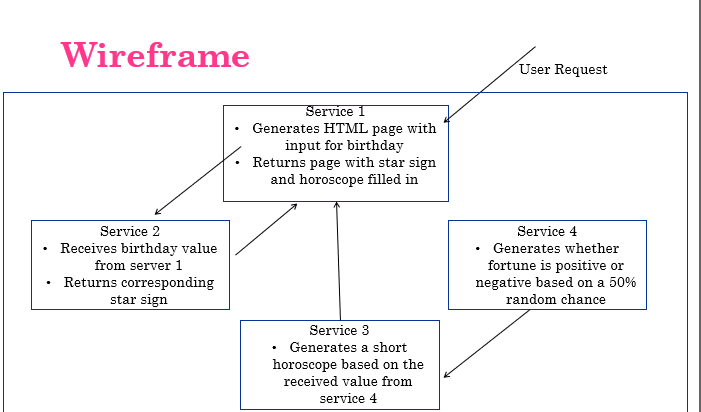 Wireframe
User Request
Service 1
• Generates HTML page with
input for birthday
• Returns page with star sign
and horoscope filled in
Service 2
• Receives birthday value
from server 1
• Returns corresponding
star sign
Service 4
• Generates whether
fortune is positive or
negative based on a 50%
random chance
Service 3
• Generates a short
horoscope based on the
received value from
service 4